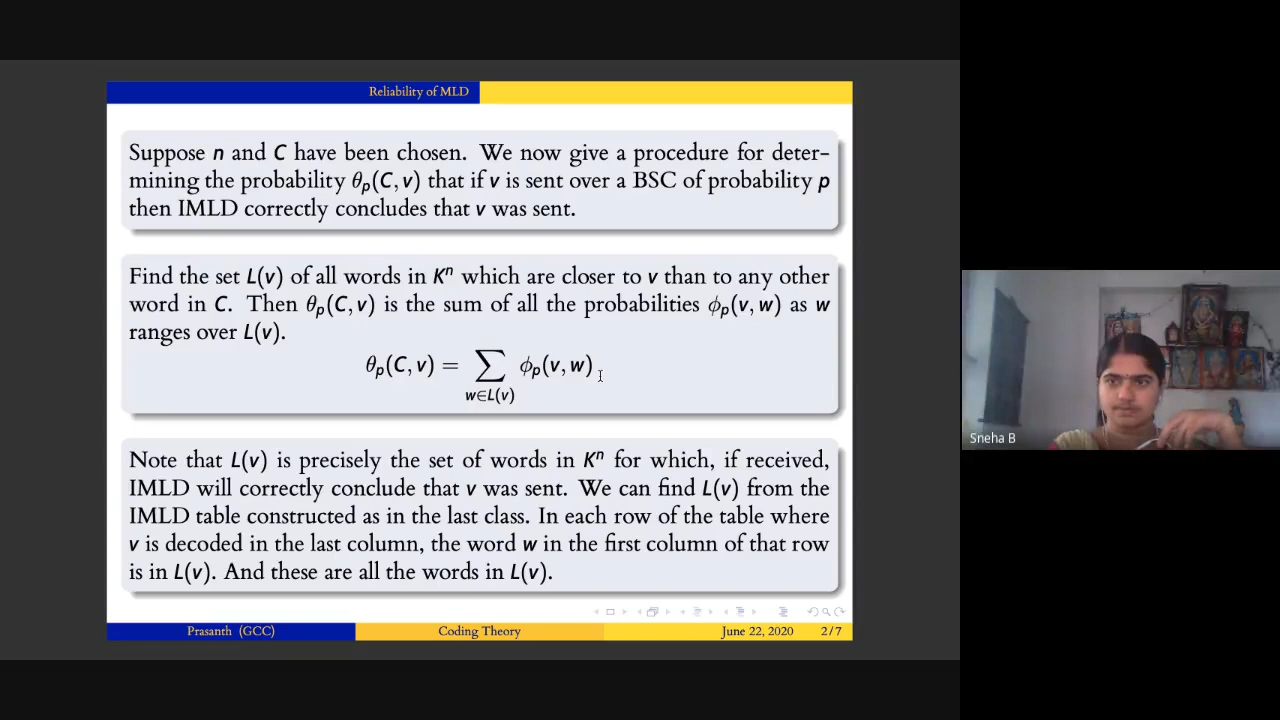 Reliability of MLD
Suppose n and C have been chosen. We now give a procedure for deter-
mining the probability θₚ(C, v) that if v is sent over a BSC of probability p
then IMLD correctly concludes that v was sent.
Find the set L(v) of all words in Kⁿ which are closer to v than to any other
word in C. Then θₚ(C, v) is the sum of all the probabilities ϕₚ(v, w) as w
ranges over L(v).
θₚ(C, v) = ∑ ϕₚ(v, w)
w∈L(v)
Note that L(v) is precisely the set of words in Kⁿ for which, if received,
IMLD will correctly conclude that v was sent. We can find L(v) from the
IMLD table constructed as in the last class. In each row of the table where
v is decoded in the last column, the word w in the first column of that row
is in L(v). And these are all the words in L(v).
Prasanth (GCC) Coding Theory June 22, 2020 2/7
Sneha B